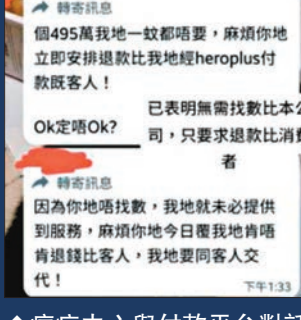 轉寄訊息
個495萬我地一蚊都唔要,麻煩你地
立即安排退款比我地經heroplus付
款既客人!
已表明無需找數比本公
司,只要求退款比消費
者
Ok定唔Ok?
轉寄訊息
因為你地唔找數,我地就未必提供
到服務,麻煩你地今日覆我地肯唔
肯退錢比客人,我地要同客人交
代!
下午1:33